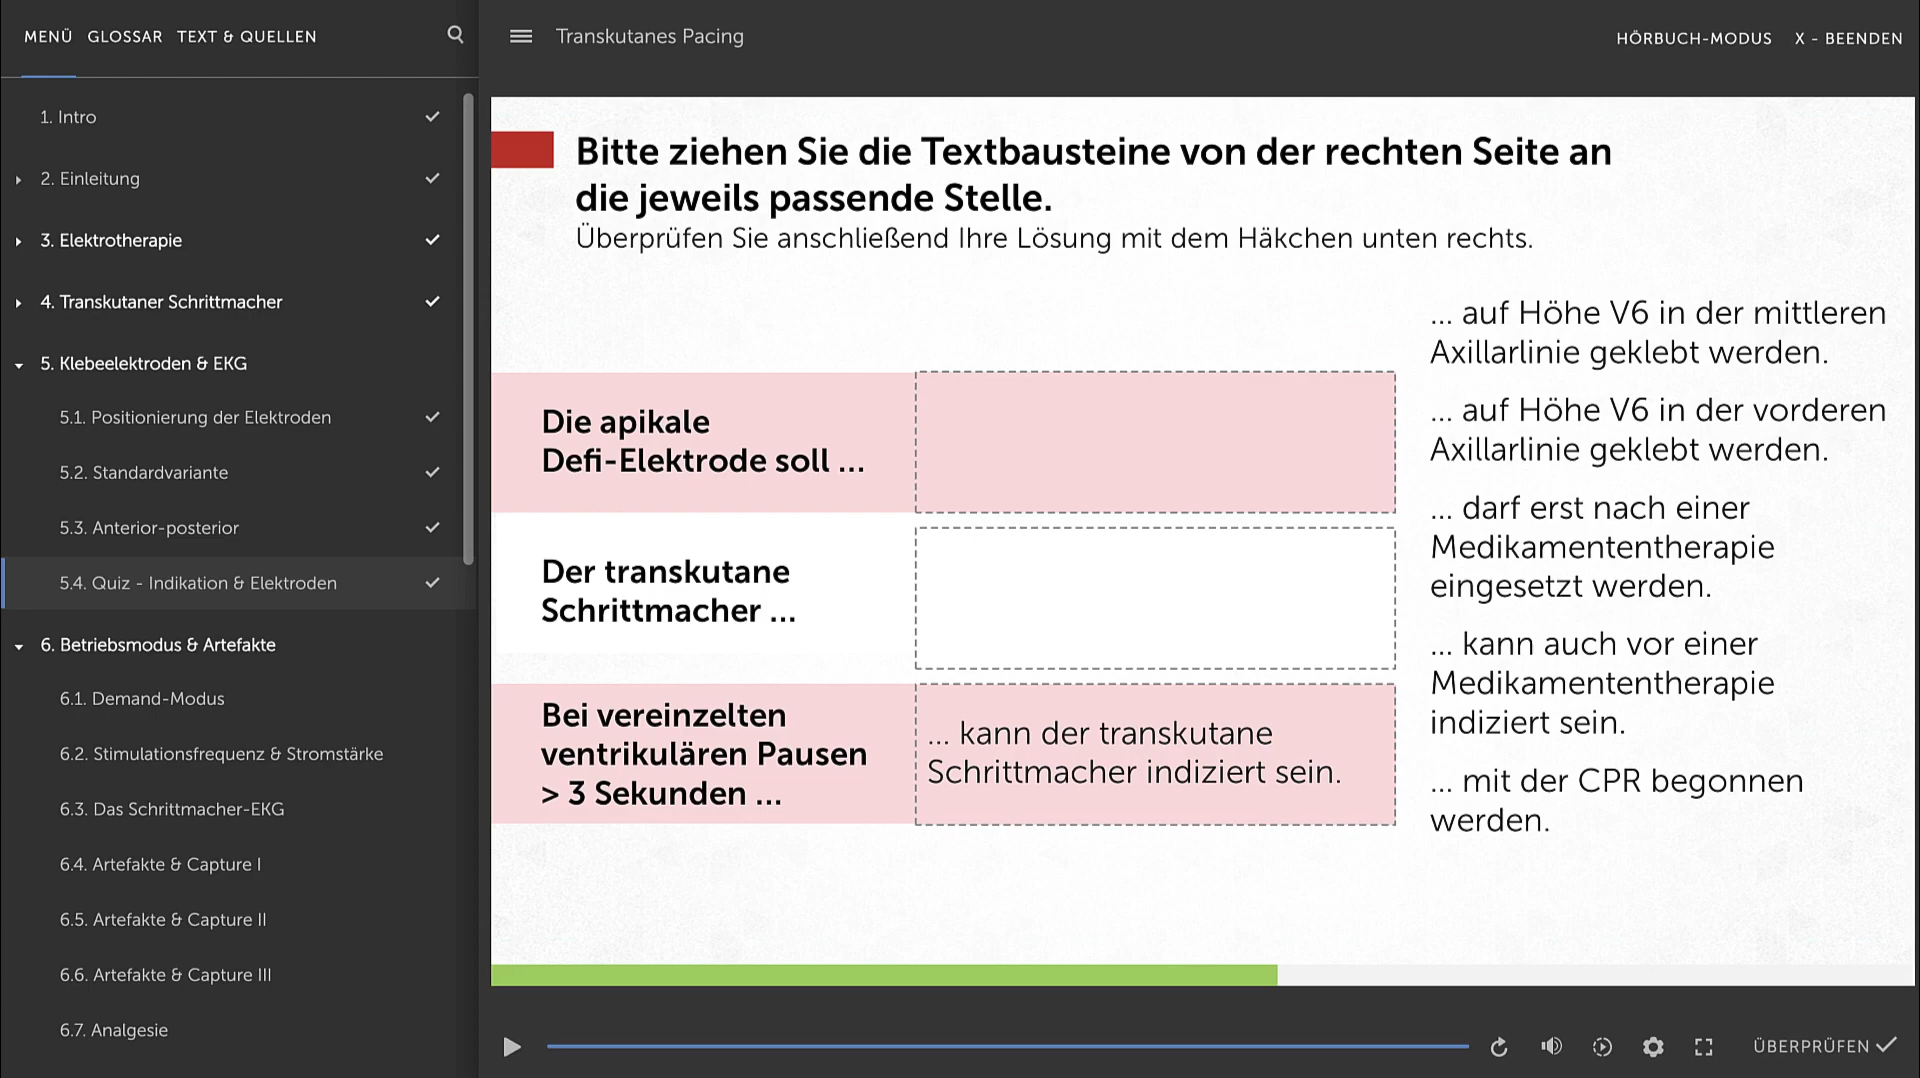 MENÜ GLOSSAR TEXT & QUELLEN
Transkutanes Pacing
HÖRBUCH-MODUS X - BEENDEN
1. Intro
2. Einleitung
3. Elektrotherapie
4. Transkutaner Schrittmacher
5. Klebeelektroden & EKG
5.1. Positionierung der Elektroden
5.2. Standardvariante
5.3. Anterior-posterior
5.4. Quiz - Indikation & Elektroden
6. Betriebsmodus & Artefakte
6.1. Demand-Modus
6.2. Stimulationsfrequenz & Stromstärke
6.3. Das Schrittmacher-EKG
6.4. Artefakte & Capture I
6.5. Artefakte & Capture II
6.6. Artefakte & Capture III
6.7. Analgesie
Bitte ziehen Sie die Textbausteine von der rechten Seite an
die jeweils passende Stelle.
Überprüfen Sie anschließend Ihre Lösung mit dem Häkchen unten rechts.
Die apikale
Defi-Elektrode soll ...
Der transkutane
Schrittmacher ...
Bei vereinzelten
ventrikulären Pausen
> 3 Sekunden ...
... kann der transkutane
Schrittmacher indiziert sein.
... auf Höhe V6 in der mittleren
Axillarlinie geklebt werden.
... auf Höhe V6 in der vorderen
Axillarlinie geklebt werden.
... darf erst nach einer
Medikamententherapie
eingesetzt werden.
... kann auch vor einer
Medikamententherapie
indiziert sein.
... mit der CPR begonnen
werden.
ÜBERPRÜFEN